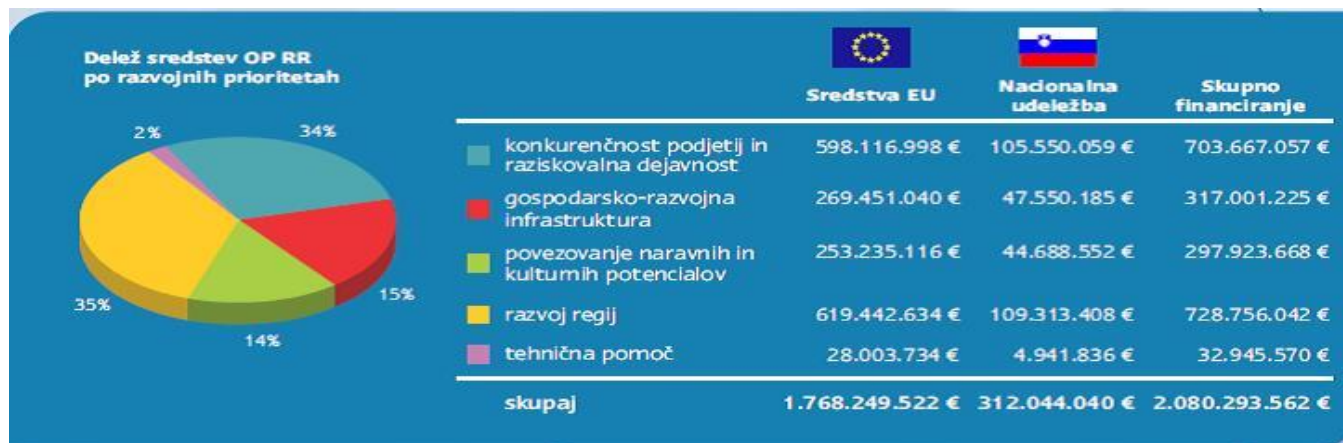 Delež sredstev OP RR
po razvojnih prioritetah
2%
34%
35%
15%
14%
Sredstva EU
Nacionalna
udeležba
Skupno
financiranje
konkurenčnost podjetij in
raziskovalna dejavnost
598.116.998 € 105.550.059 € 703.667.057 €
gospodarsko-razvojna
infrastruktura
269.451.040 € 47.550.185 € 317.001.225 €
povezovanje naravnih in
kulturnih potencialov
253.235.116 € 44.688.552 € 297.923.668 €
razvoj regij 619.442.634 € 109.313.408 € 728.756.042 €
tehnična pomoč 28.003.734 € 4.941.836 € 32.945.570 €
skupaj 1.768.249.522 € 312.044.040 € 2.080.293.562 €